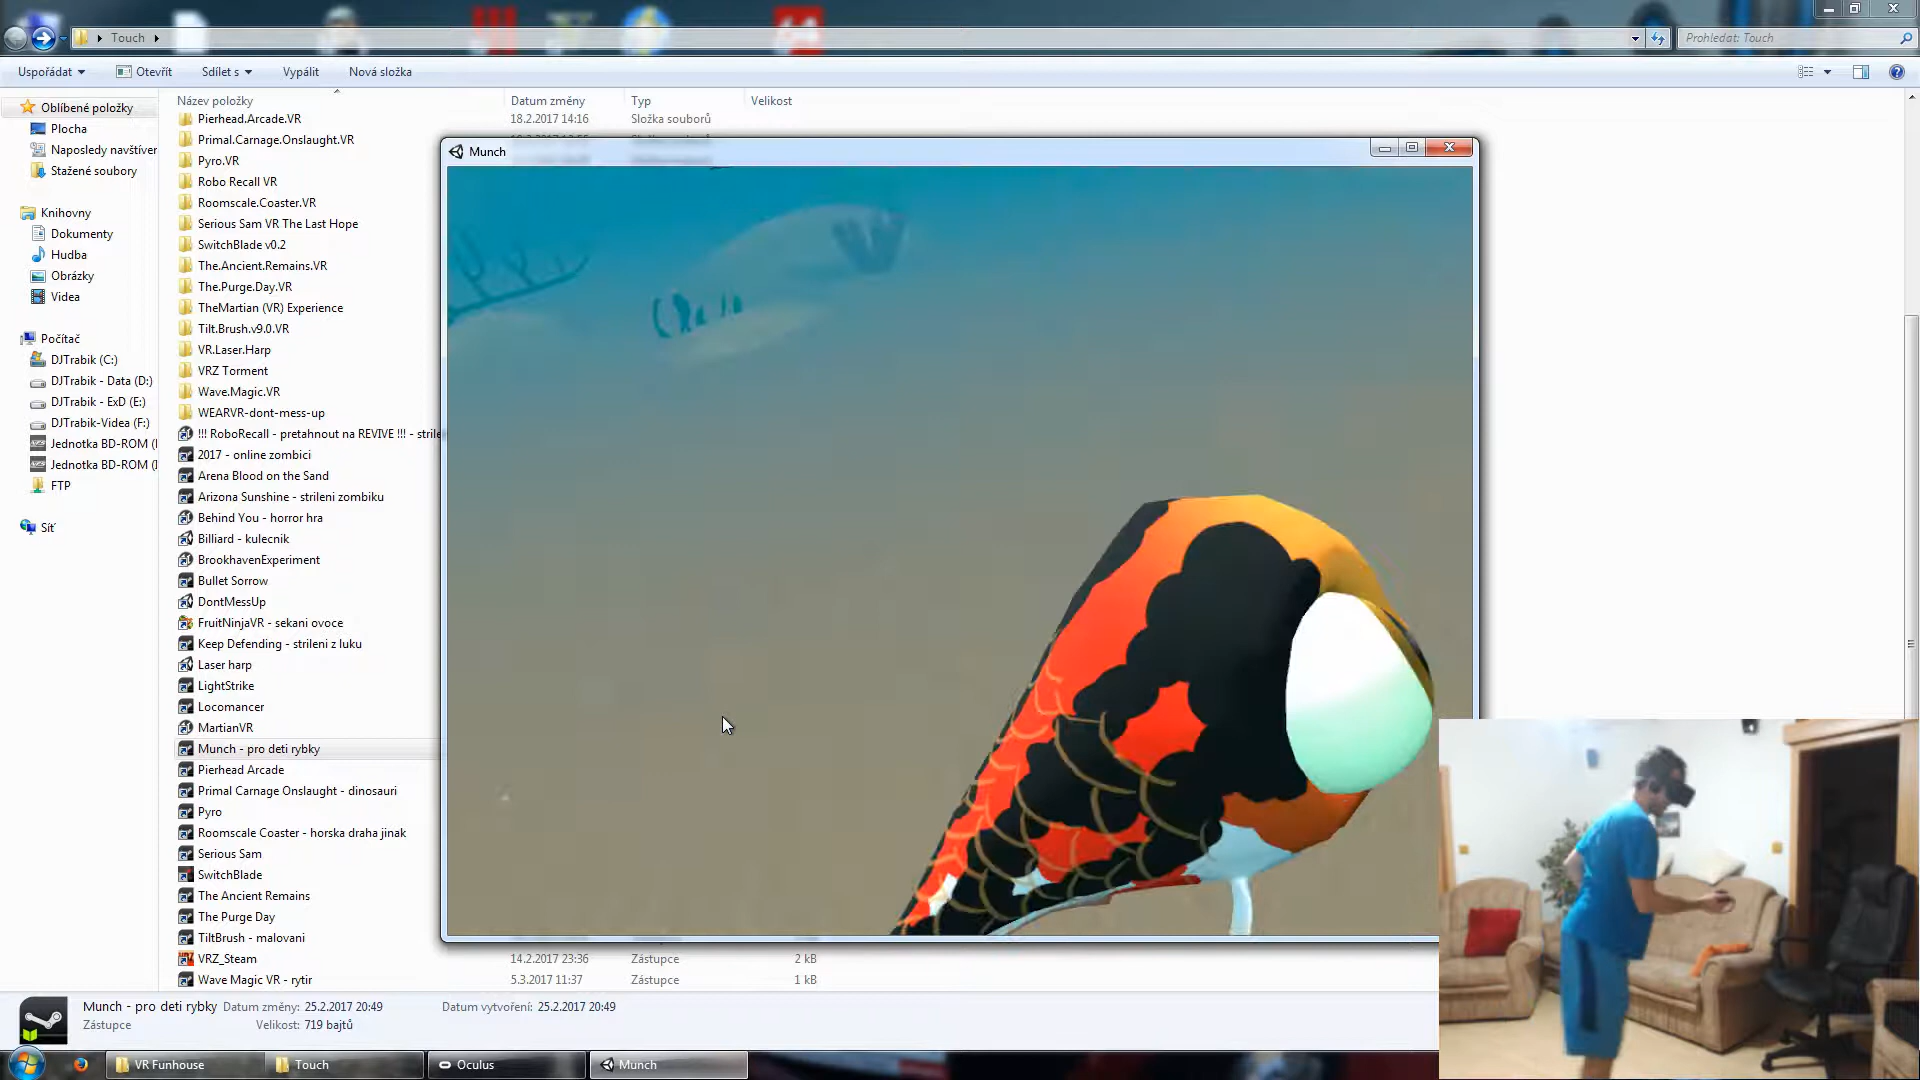 Touch
Prohledat: Touch
Uspořádat
Otevřít
Sdílet s
Vypálit
Nová složka
Oblíbené položky
Plocha
Naposledy navštíven
Stažené soubory
Knihovny
Dokumenty
Hudba
Obrázky
Videa
Počítač
DJTrabik (C:)
DJTrabik - Data (D:)
DJTrabik - ExD (E:)
DJTrabik-Videa (F:)
Jednotka BD-ROM (
Jednotka BD-ROM (
FTP
Síť
Název položky Datum změny Typ Velikost
Pierhead.Arcade.VR 18.2.2017 14:16 Složka souborů
Primal.Carnage.Onslaught.VR
Pyro.VR
Robo Recall VR
Roomscale.Coaster.VR
Serious Sam VR The Last Hope
SwitchBlade v0.2
The.Ancient.Remains.VR
The.Purge.Day.VR
TheMartian (VR) Experience
Tilt.Brush.v9.0.VR
VR.Laser.Harp
VRZ Torment
Wave.Magic.VR
WEARVR-dont-mess-up
!!! RoboRecall - pretahnout na REVIVE !!! - strile
2017 - online zombici
Arena Blood on the Sand
Arizona Sunshine - strileni zombiku
Behind You - horror hra
Billiard - kulecnik
BrookhavenExperiment
Bullet Sorrow
DontMessUp
FruitNinjaVR - sekani ovoce
Keep Defending - strileni z luku
Laser harp
LightStrike
Locomancer
MartianVR
Munch - pro deti rybky
Pierhead Arcade
Primal Carnage Onslaught - dinosauri
Pyro
Roomscale Coaster - horska draha jinak
Serious Sam
SwitchBlade
The Ancient Remains
The Purge Day
TiltBrush - malovani
VRZ_Steam 14.2.2017 23:36 Zástupce 2 kB
Wave Magic VR - rytir 5.3.2017 11:37 Zástupce 1 kB
Munch
Munch - pro deti rybky Datum změny: 25.2.2017 20:49 Datum vytvoření: 25.2.2017 20:49
Zástupce Velikost: 719 bajtů
VR Funhouse
Touch
Oculus
Munch